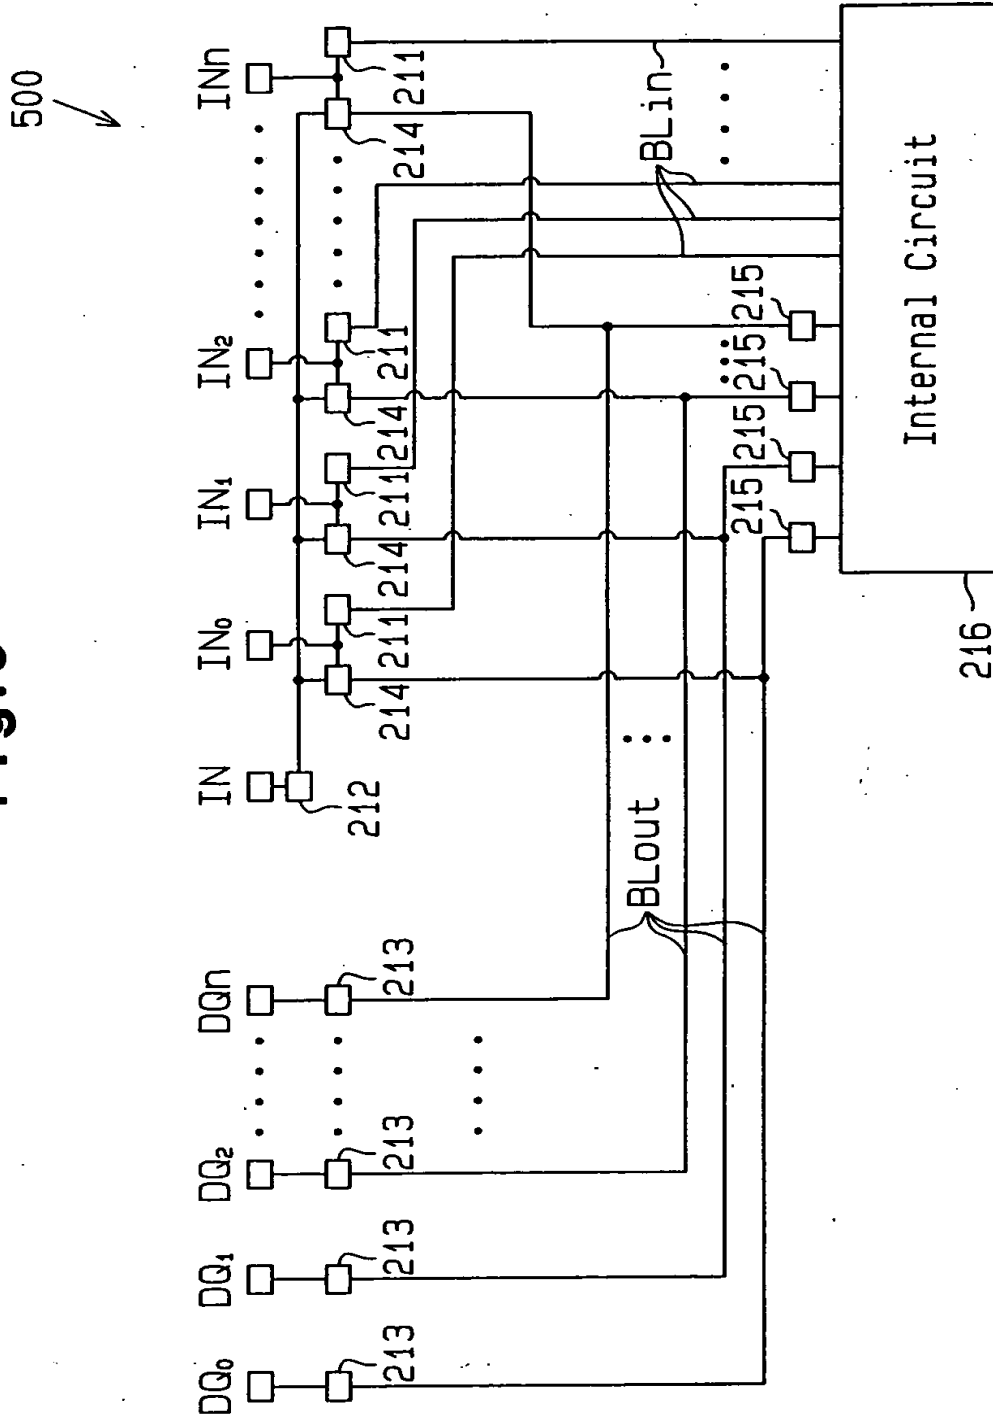 500
DQ₀ DQ₁ DQ₂ DQn IN IN₀ IN₁ IN₂ INn
213 213 213 213 212 214 211 214 211 214 211 214 211
BLout BLin
215 215 215 215
216 Internal Circuit